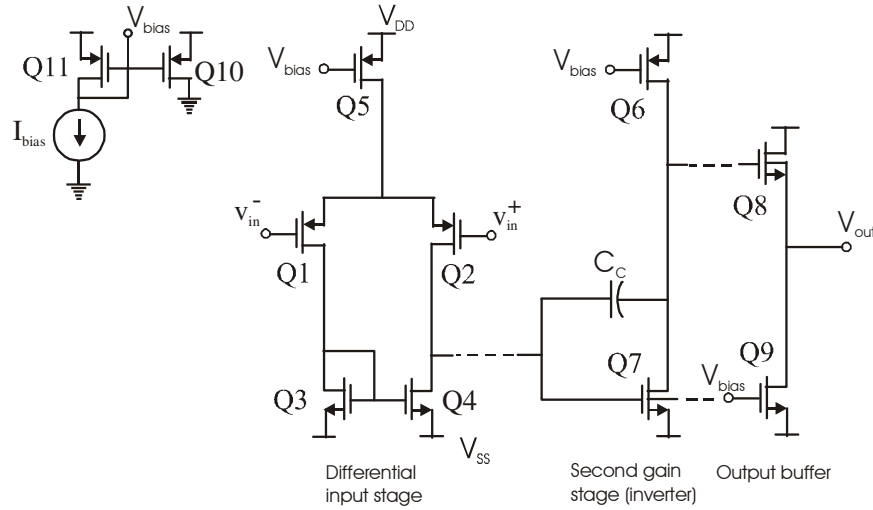 V_bias
V_DD
Q11
Q10
V_bias
Q5
V_bias
Q6
I_bias
Q8
v_in^-
v_in^+
V_out
Q1
Q2
C_C
Q7
V_bias
Q9
Q3
Q4
V_SS
Differential
input stage
Second gain
stage (inverter)
Output buffer